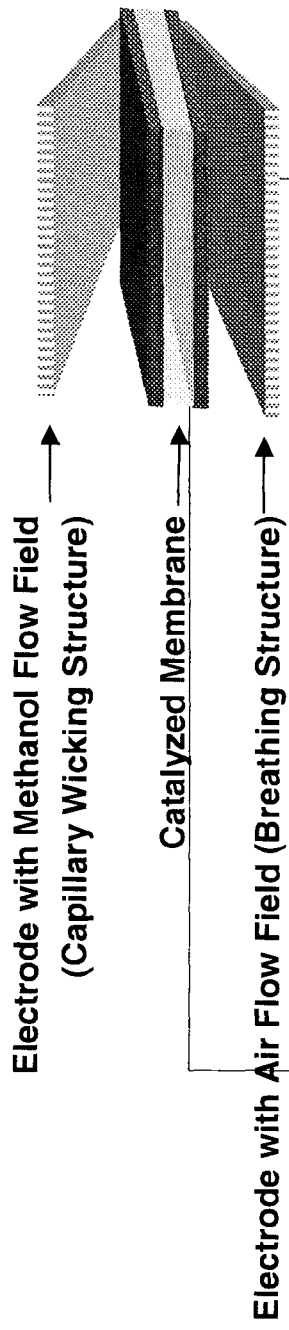 Electrode with Methanol Flow Field
(Capillary Wicking Structure)
Catalyzed Membrane
Electrode with Air Flow Field (Breathing Structure)